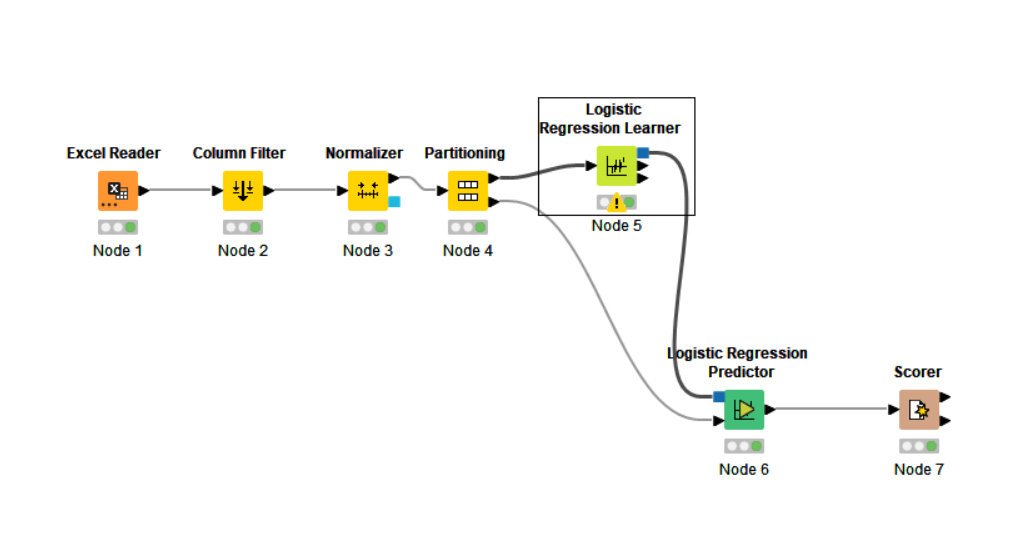 Logistic
Regression Learner
Excel Reader
Column Filter
Normalizer
Partitioning
Node 1
Node 2
Node 3
Node 4
Node 5
Logistic Regression
Predictor
Scorer
Node 6
Node 7